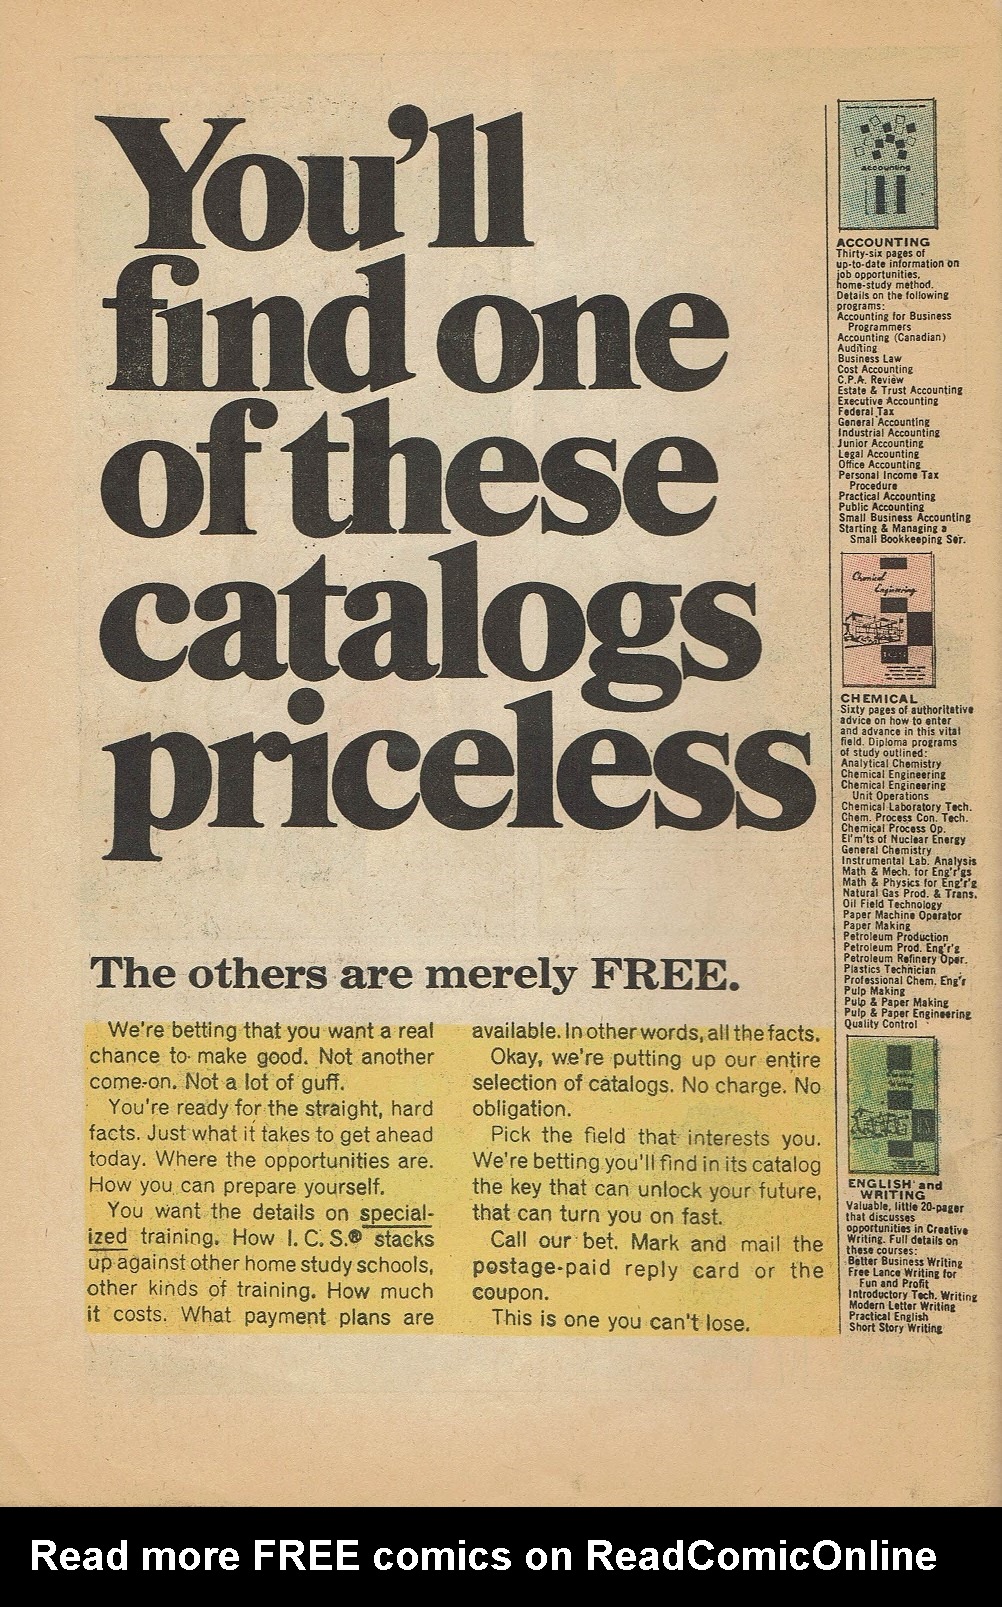 You'll
find one
of these
catalogs
priceless
The others are merely FREE.
We're betting that you want a real
chance to make good. Not another
come-on. Not a lot of guff.
You're ready for the straight, hard
facts. Just what it takes to get ahead
today. Where the opportunities are.
How you can prepare yourself.
You want the details on special-
ized training. How I.C.S.® stacks
up against other home study schools,
other kinds of training. How much
it costs. What payment plans are
available. In other words, all the facts.
Okay, we're putting up our entire
selection of catalogs. No charge. No
obligation.
Pick the field that interests you.
We're betting you'll find in its catalog
the key that can unlock your future,
that can turn you on fast.
Call our bet. Mark and mail the
postage-paid reply card or the
coupon.
This is one you can't lose.
accounting
ACCOUNTING
Thirty-six pages of
up-to-date information on
job opportunities,
home-study method.
Details on the following
programs:
Accounting for Business
Programmers
Accounting (Canadian)
Auditing
Business Law
Cost Accounting
C.P.A. Review
Estate & Trust Accounting
Executive Accounting
Federal Tax
General Accounting
Industrial Accounting
Junior Accounting
Legal Accounting
Office Accounting
Personal Income Tax
Procedure
Practical Accounting
Public Accounting
Small Business Accounting
Starting & Managing a
Small Bookkeeping Ser.
Chemical
Engineering
ICS
CHEMICAL
Sixty pages of authoritative
advice on how to enter
and advance in this vital
field. Diploma programs
of study outlined:
Analytical Chemistry
Chemical Engineering
Chemical Engineering
Unit Operations
Chemical Laboratory Tech.
Chem. Process Con. Tech.
Chemical Process Op.
El'm'ts of Nuclear Energy
General Chemistry
Instrumental Lab. Analysis
Math & Mech. for Eng'r'gs
Math & Physics for Eng'r'g
Natural Gas Prod. & Trans.
Oil Field Technology
Paper Machine Operator
Paper Making
Petroleum Production
Petroleum Prod. Eng'r'g
Petroleum Refinery Oper.
Plastics Technician
Professional Chem. Eng'r
Pulp Making
Pulp & Paper Making
Pulp & Paper Engineering
Quality Control
ENGLISH and
WRITING
Valuable, little 20-pager
that discusses
opportunities in Creative
Writing. Full details on
these courses:
Better Business Writing
Free Lance Writing for
Fun and Profit
Introductory Tech. Writing
Modern Letter Writing
Practical English
Short Story Writing
Read more FREE comics on ReadComicOnline